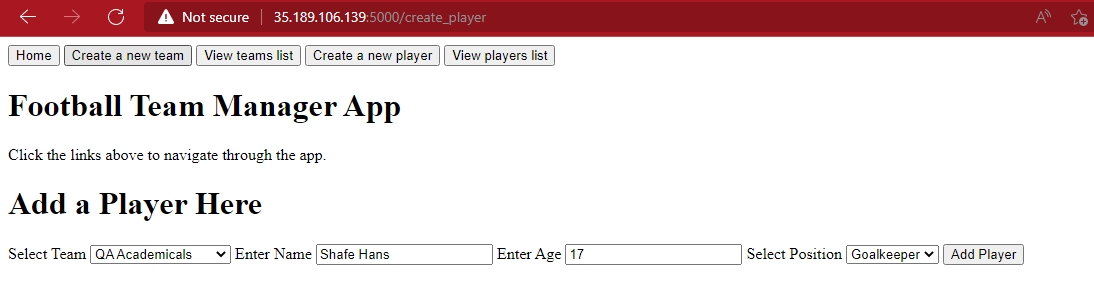 Not secure 35.189.106.139:5000/create_player
Home Create a new team View teams list Create a new player View players list
Football Team Manager App
Click the links above to navigate through the app.
Add a Player Here
Select Team QA Academicals Enter Name Shafe Hans Enter Age 17 Select Position Goalkeeper Add Player